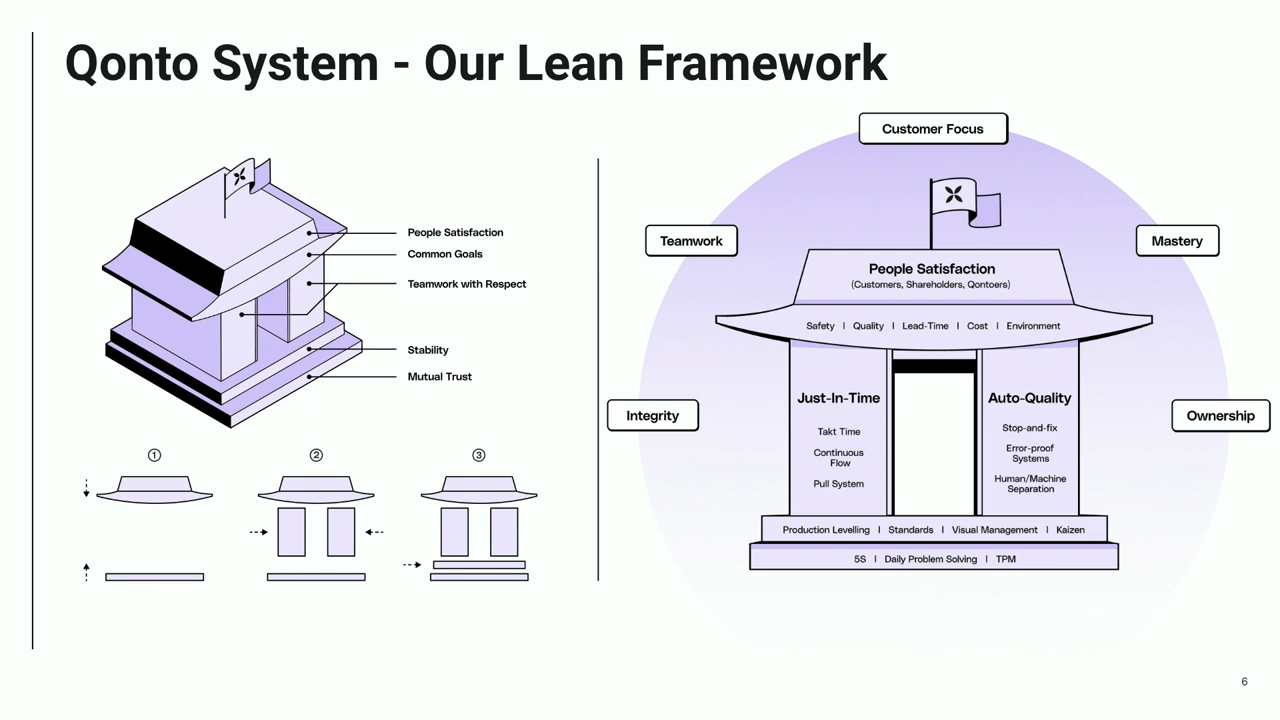 Qonto System - Our Lean Framework
People Satisfaction
Common Goals
Teamwork with Respect
Stability
Mutual Trust
1
2
3
Customer Focus
Teamwork
Mastery
Integrity
Ownership
People Satisfaction
(Customers, Shareholders, Qontoers)
Safety | Quality | Lead-Time | Cost | Environment
Just-In-Time
Takt Time
Continuous
Flow
Pull System
Auto-Quality
Stop-and-fix
Error-proof
Systems
Human/Machine
Separation
Production Levelling | Standards | Visual Management | Kaizen
5S | Daily Problem Solving | TPM
6